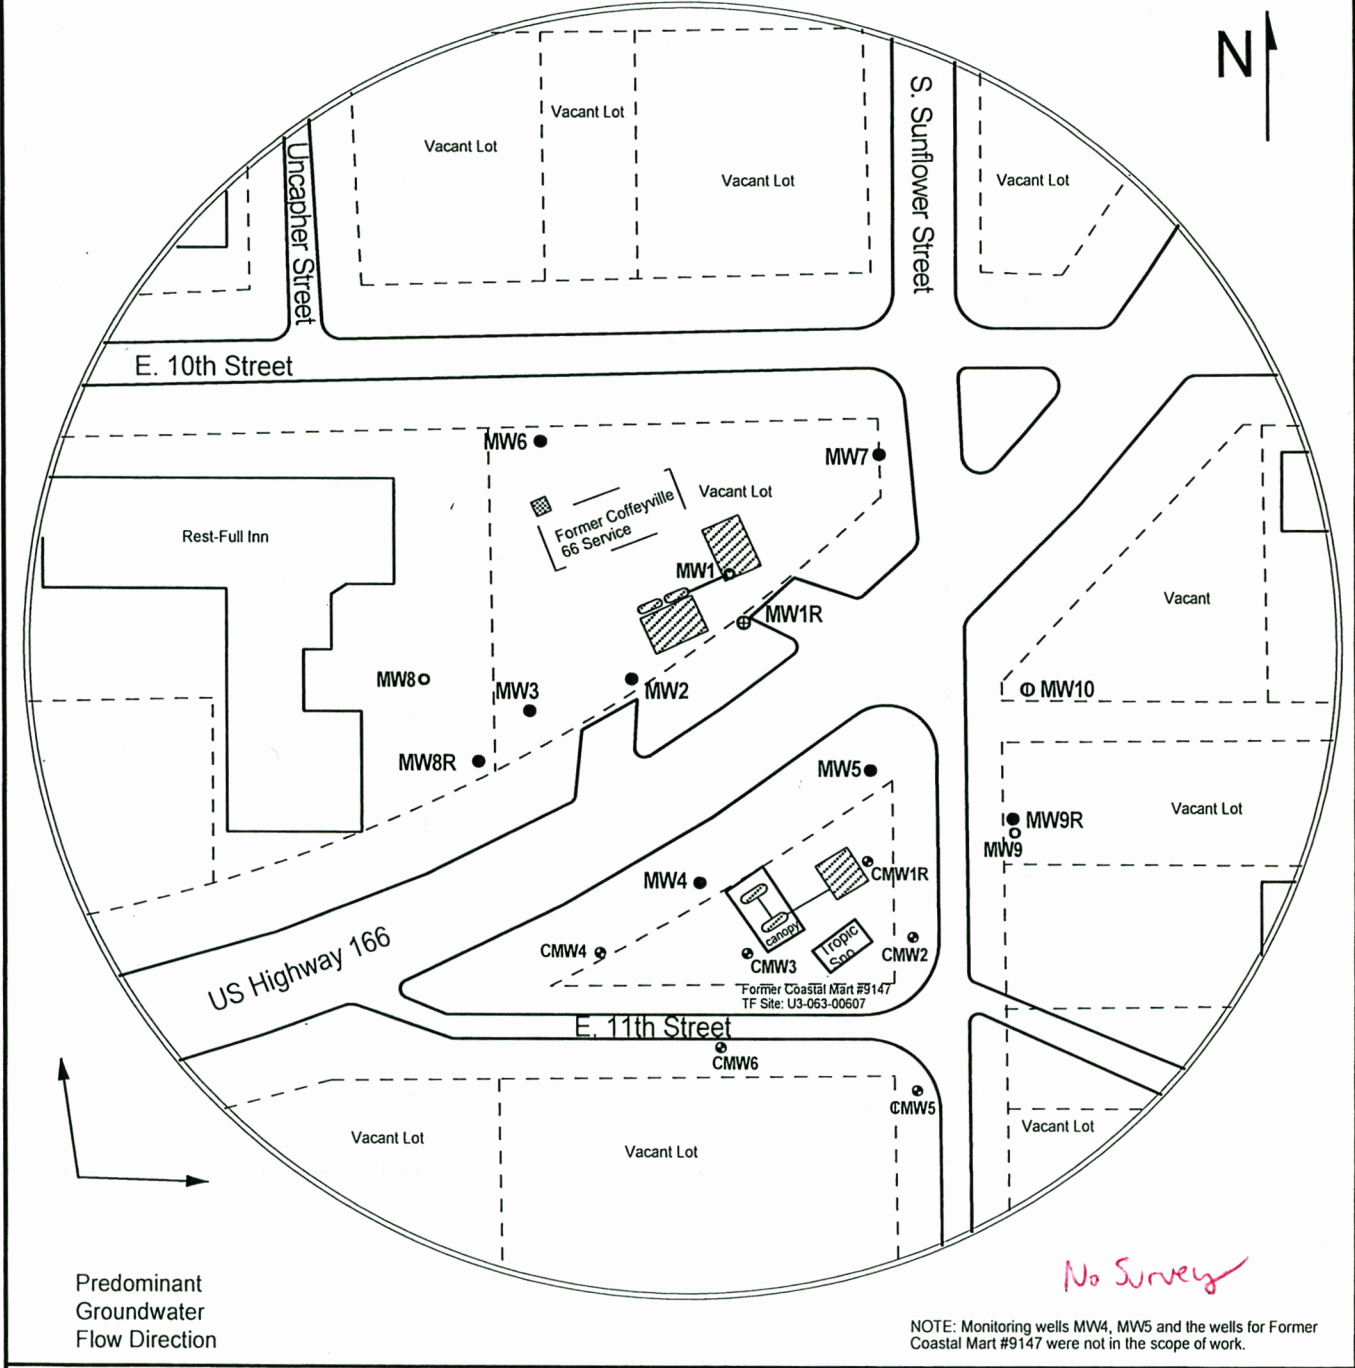 N
Vacant Lot
Vacant Lot
Vacant Lot
S. Sunflower Street
Vacant Lot
Uncapher Street
E. 10th Street
MW6
MW7
Former Coffeyville
66 Service
Vacant Lot
Rest-Full Inn
MW1
MW1R
Vacant
MW8
MW3
MW2
MW10
MW8R
MW5
Vacant Lot
MW9R
MW9
MW4
CMW1R
canopy
Tropic
Sno
CMW4
CMW3
CMW2
US Highway 166
Former Coastal Mart #9147
TF Site: U3-063-00607
E. 11th Street
CMW6
CMW5
Vacant Lot
Vacant Lot
Vacant Lot
Predominant
Groundwater
Flow Direction
No Survey
NOTE: Monitoring wells MW4, MW5 and the wells for Former
Coastal Mart #9147 were not in the scope of work.